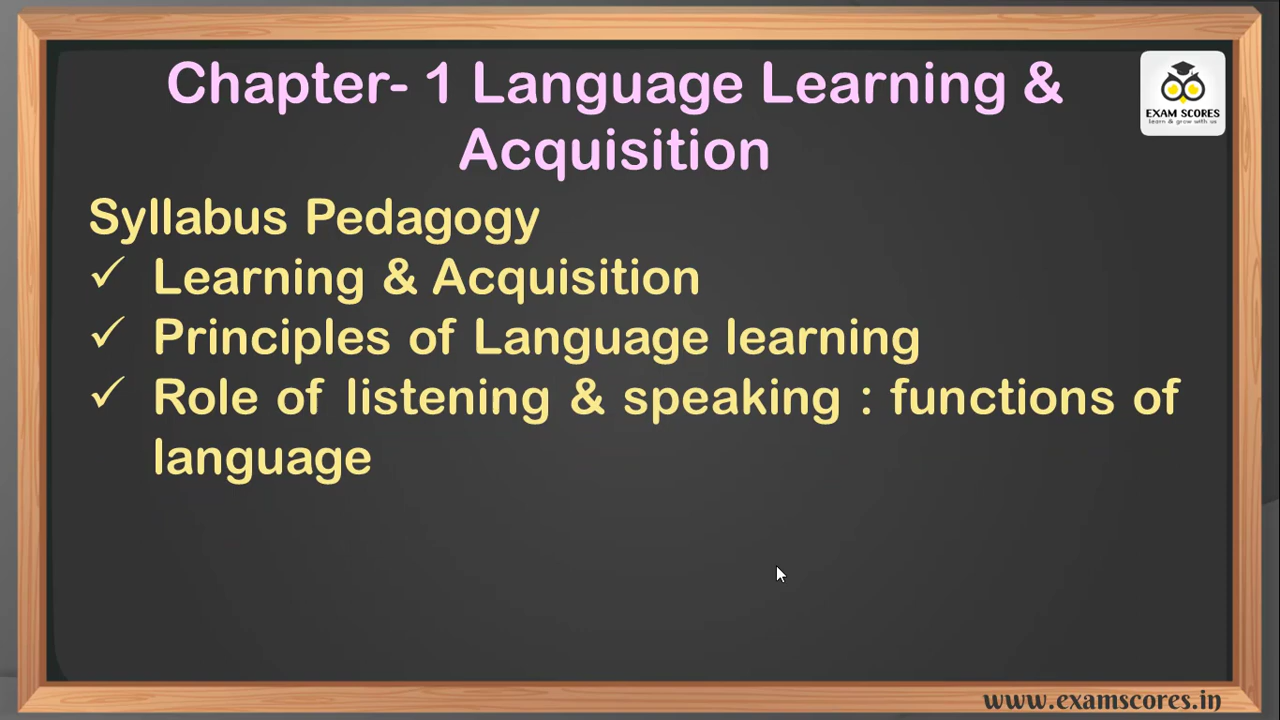 Chapter- 1 Language Learning &
Acquisition
EXAM SCORES
learn & grow with us
Syllabus Pedagogy
✓ Learning & Acquisition
✓ Principles of Language learning
✓ Role of listening & speaking : functions of
language
www.examscores.in